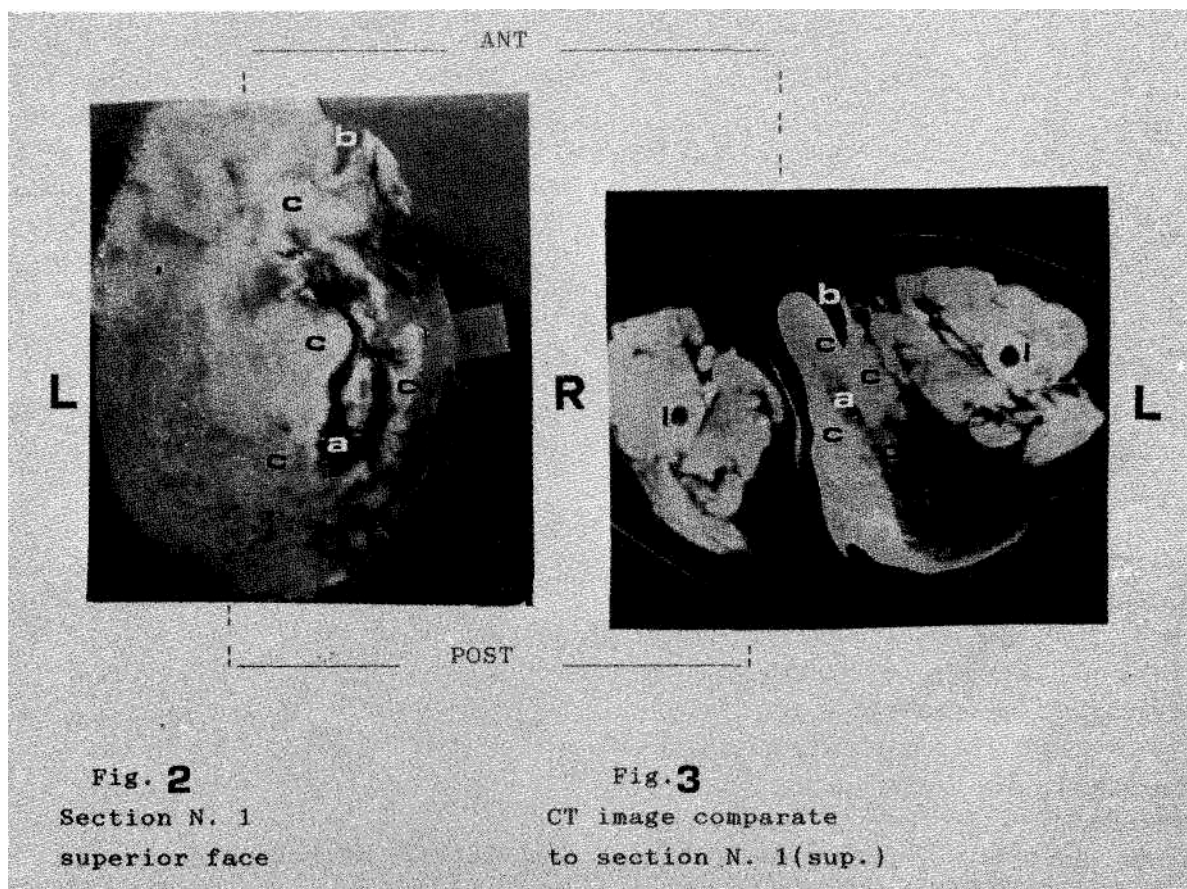 ANT
b
c
c
c
a
c
L
R
b
c
c
a
c
l
l
L
POST
Fig. 2
Section N. 1
superior face
Fig. 3
CT image comparate
to section N. 1(sup.)